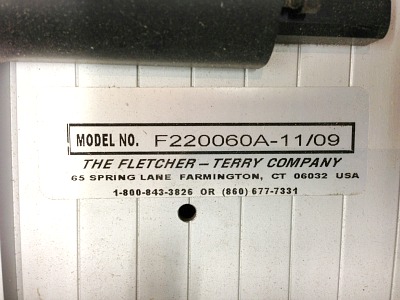 MODEL NO. F220060A-11/09
THE FLETCHER – TERRY COMPANY
65 SPRING LANE FARMINGTON, CT 06032 USA
1-800-843-3826 OR (860) 677-7331